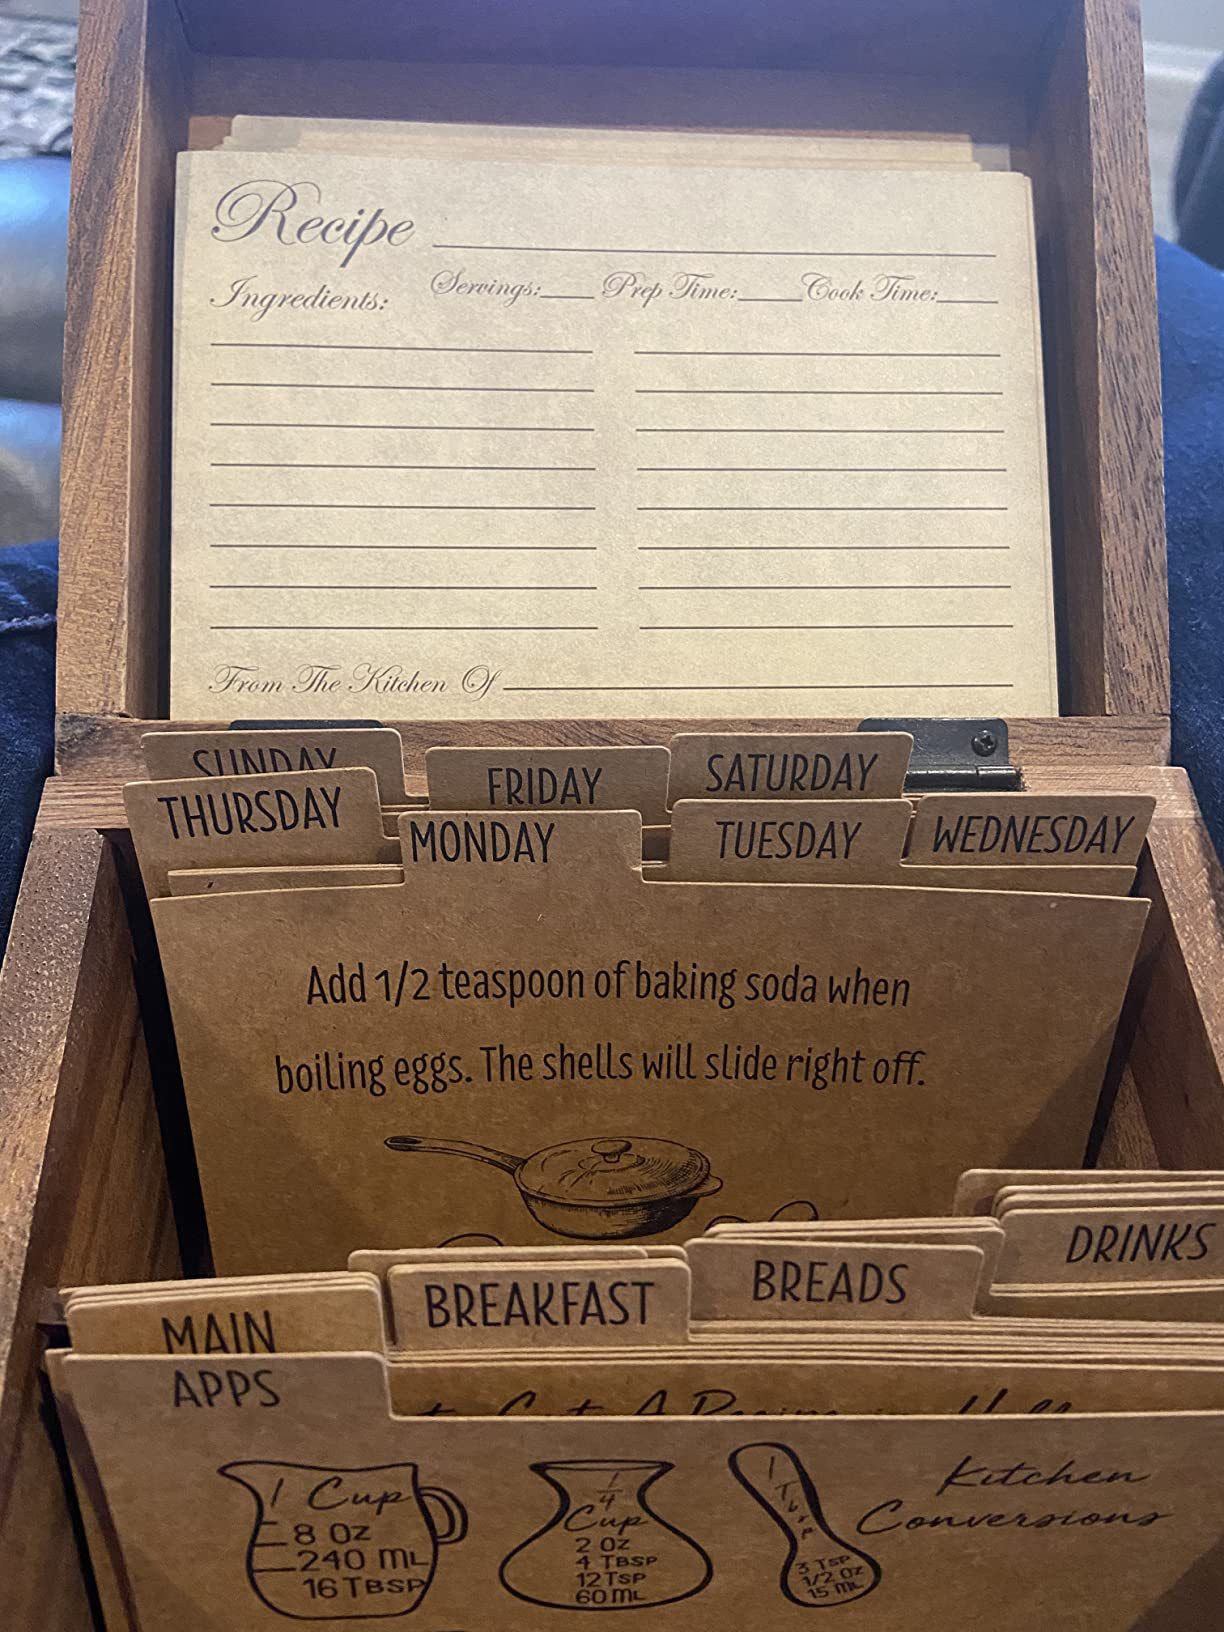 Recipe
Ingredients: Servings: Prep Time: Cook Time:
From The Kitchen Of
SUNDAY
FRIDAY
SATURDAY
THURSDAY
MONDAY
TUESDAY
WEDNESDAY
Add 1/2 teaspoon of baking soda when
boiling eggs. The shells will slide right off.
DRINKS
BREADS
BREAKFAST
MAIN
APPS
1 Cup
8 OZ
240 ML
16 TBSP
1/4
Cup
2 OZ
4 TBSP
12 TSP
60 ML
1
3 TSP
1/2 OZ
15 ML
Kitchen
Conversions